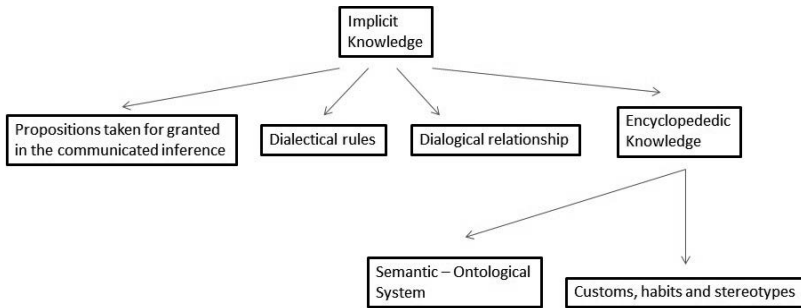 Implicit
Knowledge
Propositions taken for granted
in the communicated inference
Dialectical rules
Dialogical relationship
Encyclopededic
Knowledge
Semantic – Ontological
System
Customs, habits and stereotypes